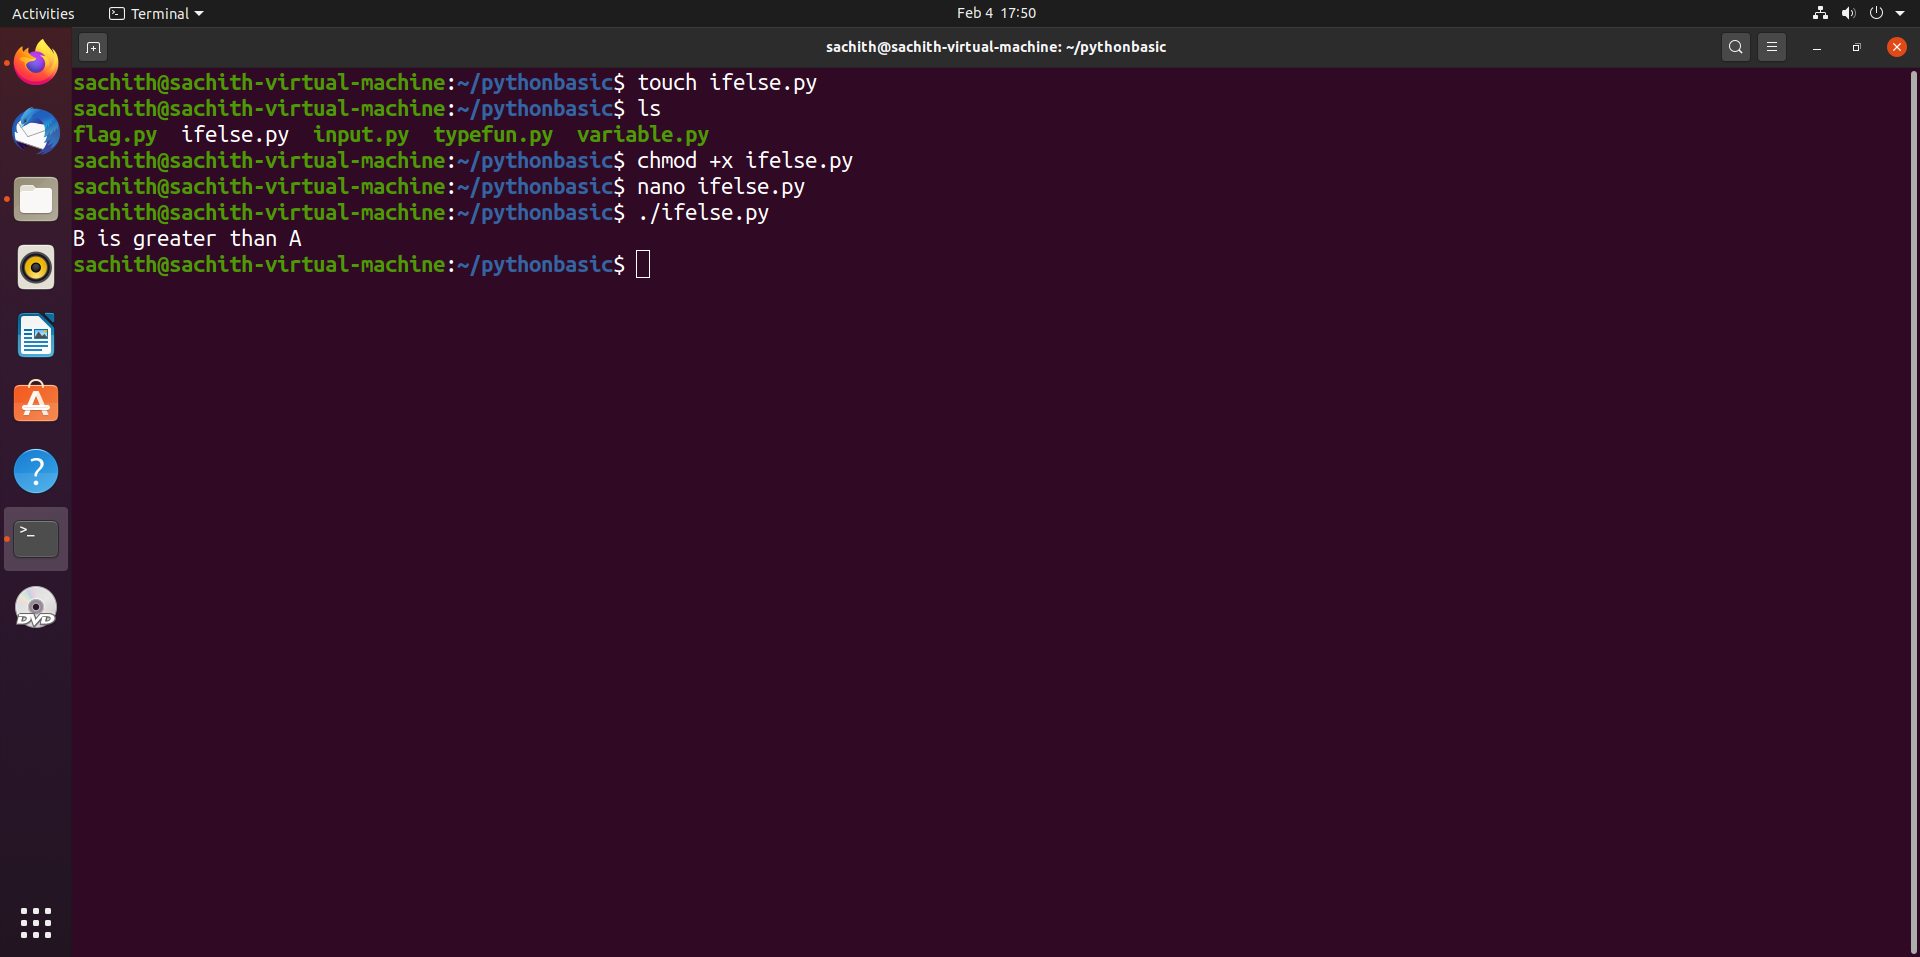 Activities Terminal Feb 4 17:50
sachith@sachith-virtual-machine: ~/pythonbasic
sachith@sachith-virtual-machine:~/pythonbasic$ touch ifelse.py
sachith@sachith-virtual-machine:~/pythonbasic$ ls
flag.py ifelse.py input.py typefun.py variable.py
sachith@sachith-virtual-machine:~/pythonbasic$ chmod +x ifelse.py
sachith@sachith-virtual-machine:~/pythonbasic$ nano ifelse.py
sachith@sachith-virtual-machine:~/pythonbasic$ ./ifelse.py
B is greater than A
sachith@sachith-virtual-machine:~/pythonbasic$
?
>_
DVD